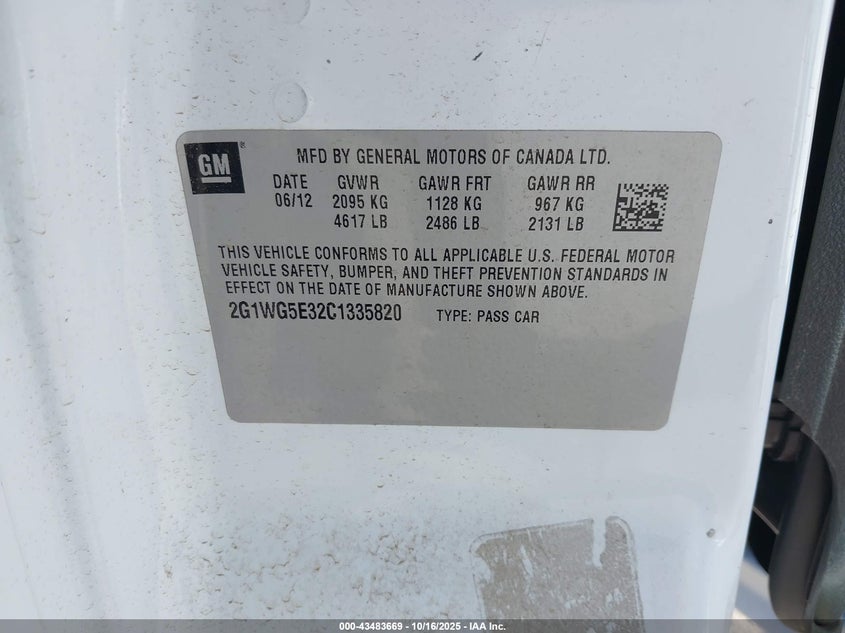 GM ®
MFD BY GENERAL MOTORS OF CANADA LTD.
DATE GVWR GAWR FRT GAWR RR
06/12 2095 KG 1128 KG 967 KG
4617 LB 2486 LB 2131 LB
THIS VEHICLE CONFORMS TO ALL APPLICABLE U.S. FEDERAL MOTOR
VEHICLE SAFETY, BUMPER, AND THEFT PREVENTION STANDARDS IN
EFFECT ON THE DATE OF MANUFACTURE SHOWN ABOVE.
2G1WG5E32C1335820 TYPE: PASS CAR
000-43483669 - 10/16/2025 - IAA Inc.